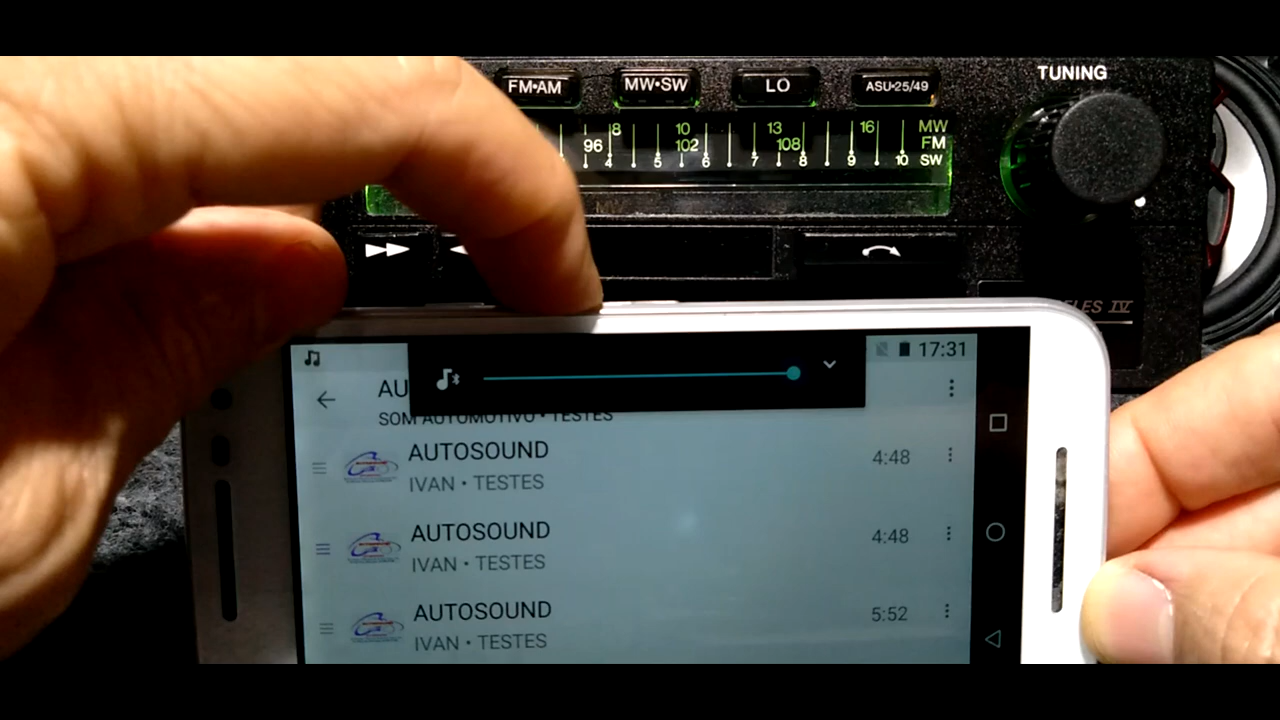 TUNING
FM•AM MW•SW LO ASU•25/49
8 10 13 16 MW
96 102 108 FM
4 5 6 7 8 9 10 SW
ELES IV
17:31
AU
SOM AUTOMOTIVO • TESTES
AUTOSOUND 4:48
IVAN • TESTES
AUTOSOUND 4:48
IVAN • TESTES
AUTOSOUND 5:52
IVAN • TESTES